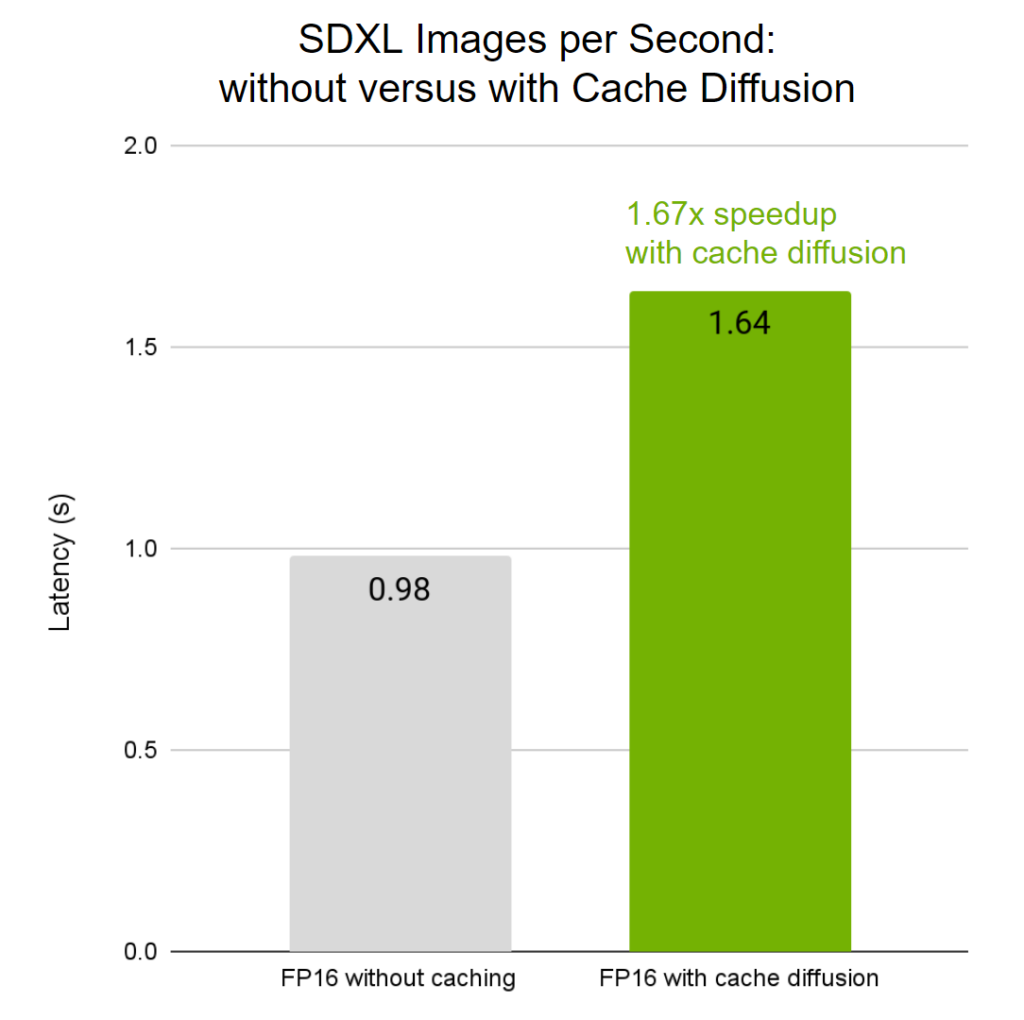 SDXL Images per Second:
without versus with Cache Diffusion
2.0
1.67x speedup
with cache diffusion
1.64
1.5
Latency (s)
1.0
0.98
0.5
0.0
FP16 without caching
FP16 with cache diffusion